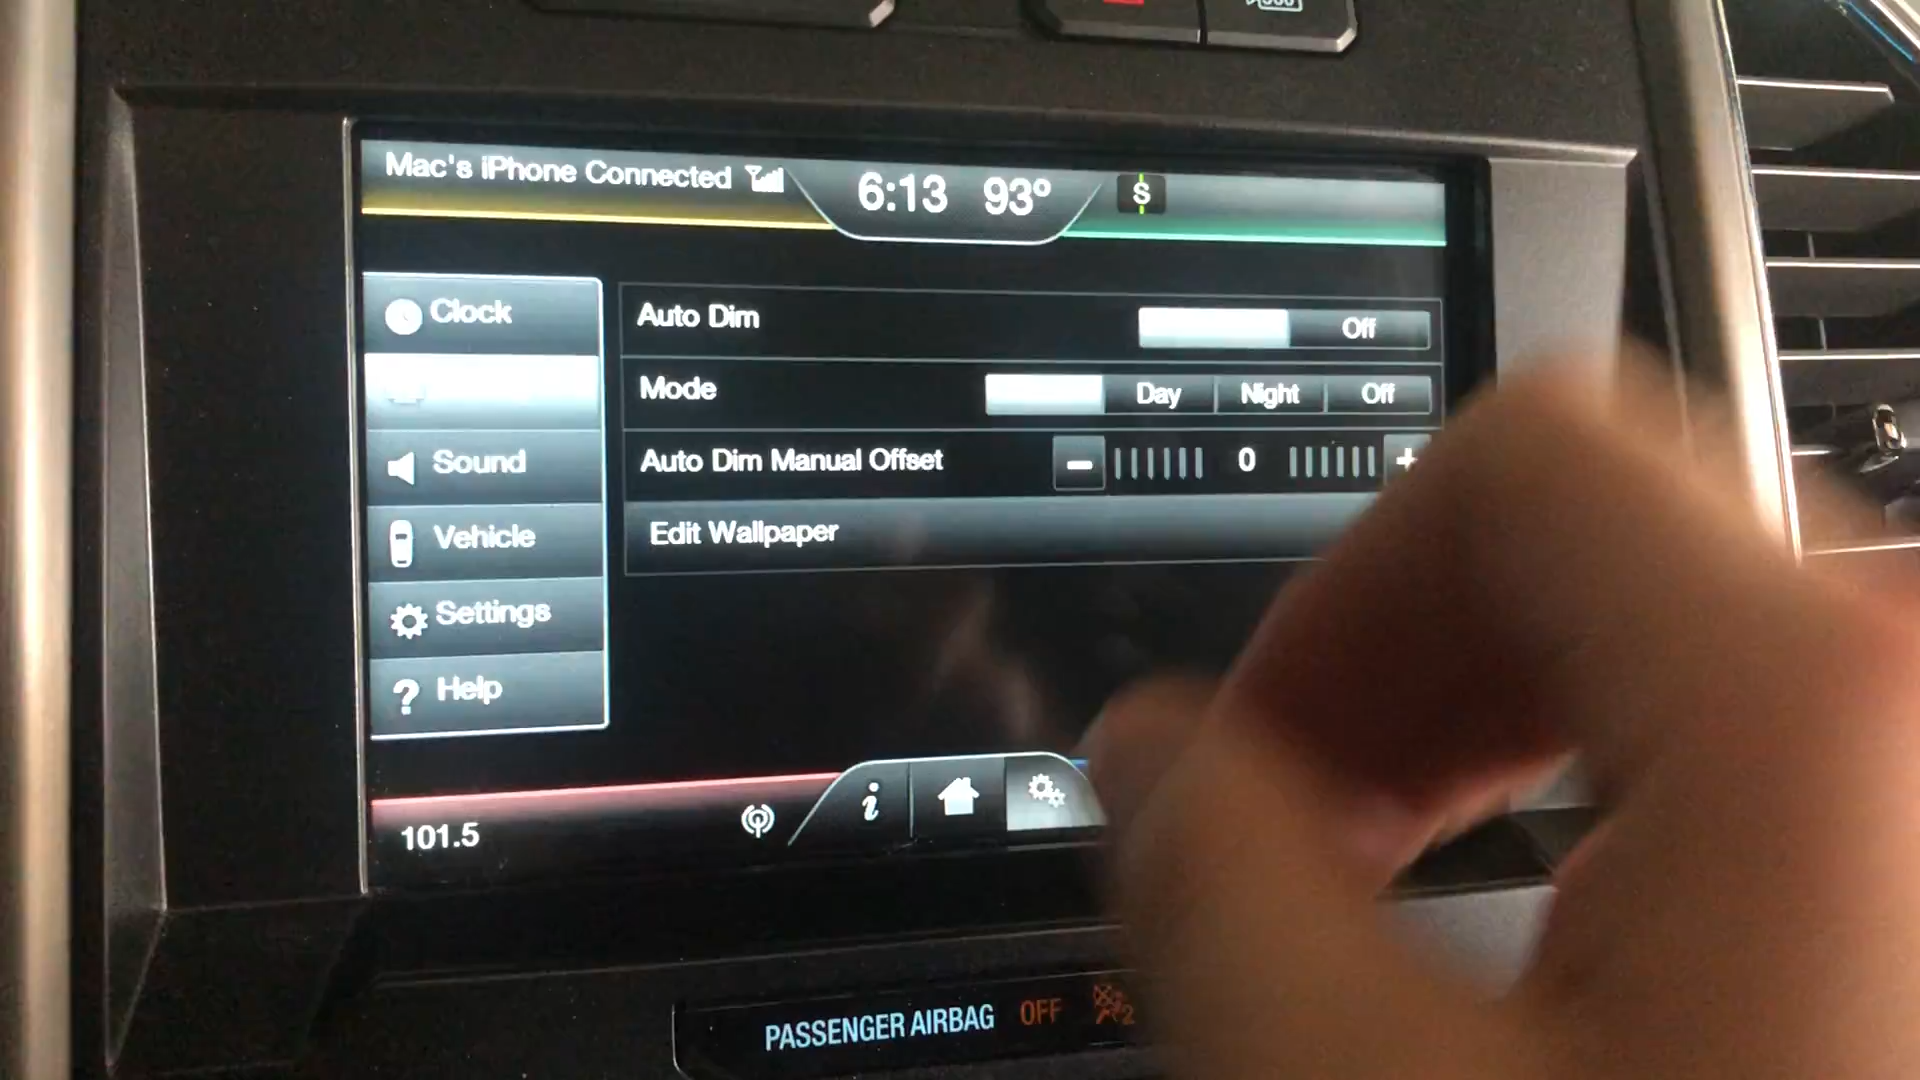 Mac's iPhone Connected
6:13 93°
S
Clock
Sound
Vehicle
Settings
Help
Auto Dim Off
Mode Day Night Off
Auto Dim Manual Offset - 0 +
Edit Wallpaper
101.5
i
PASSENGER AIRBAG OFF 2